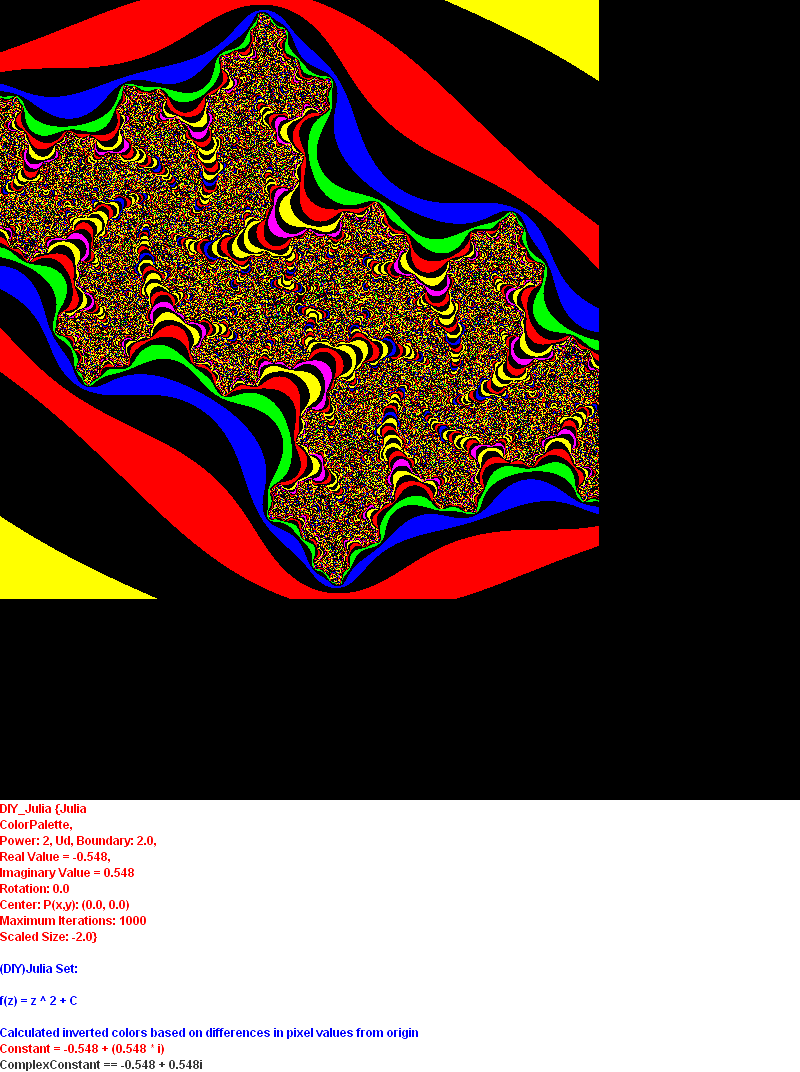 DIY_Julia {Julia
ColorPalette,
Power: 2, Ud, Boundary: 2.0,
Real Value = -0.548,
Imaginary Value = 0.548
Rotation: 0.0
Center: P(x,y): (0.0, 0.0)
Maximum Iterations: 1000
Scaled Size: -2.0}
(DIY)Julia Set:
f(z) = z ^ 2 + C
Calculated inverted colors based on differences in pixel values from origin
Constant = -0.548 + (0.548 * i)
ComplexConstant == -0.548 + 0.548i